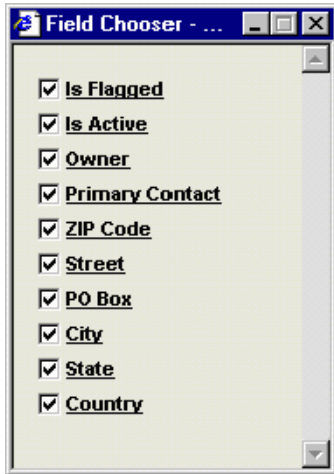 Field Chooser - ...
Is Flagged
Is Active
Owner
Primary Contact
ZIP Code
Street
PO Box
City
State
Country